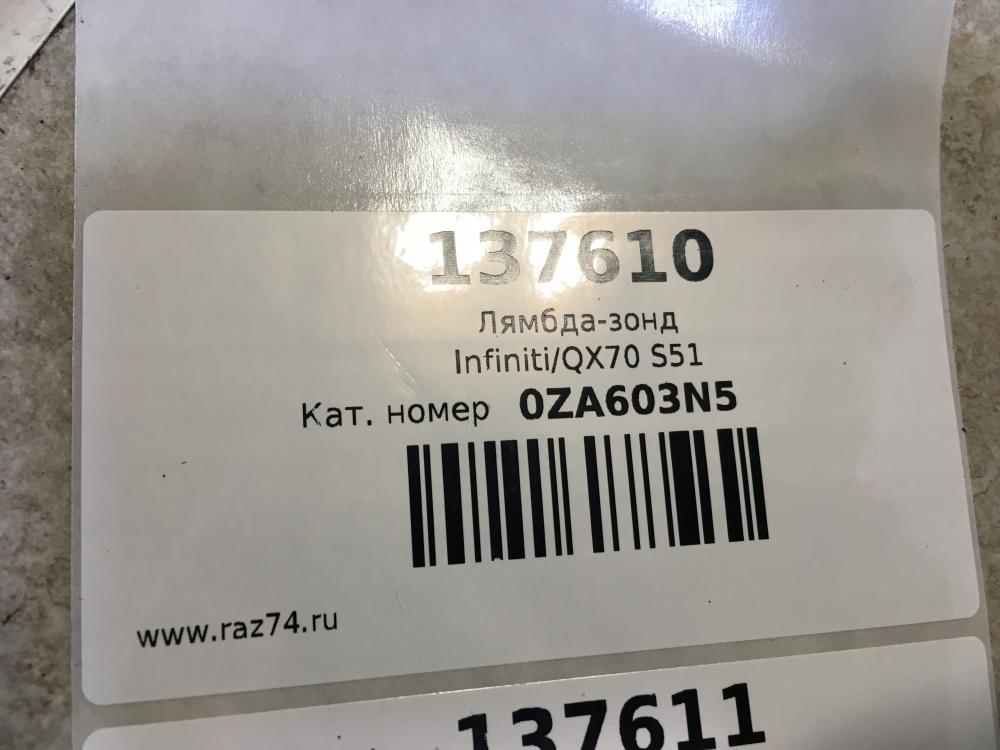 137610
Лямбда-зонд
Infiniti/QX70 S51
Кат. номер 0ZA603N5
www.raz74.ru
137611